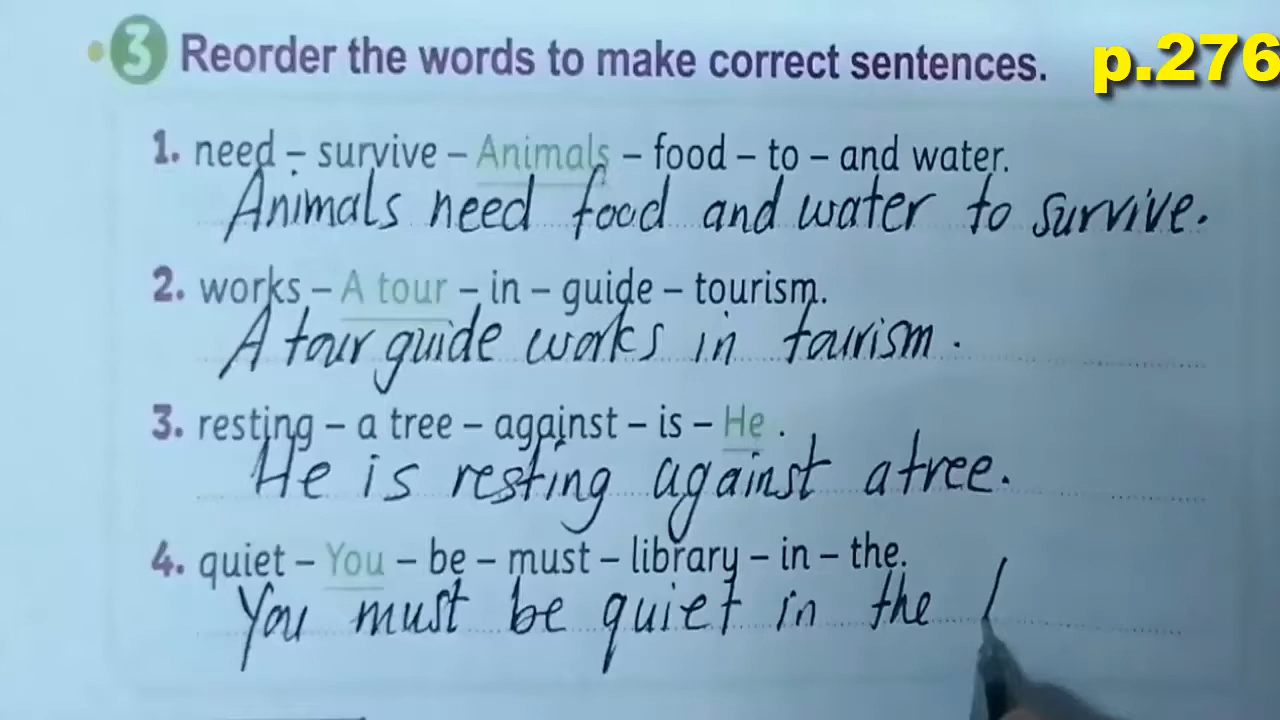 3 Reorder the words to make correct sentences.
p.276
1. need – survive – Animals – food – to – and water.
Animals need food and water to survive.
2. works – A tour – in – guide – tourism.
A tour guide works in tourism.
3. resting – a tree – against – is – He .
He is resting against a tree.
4. quiet – You – be – must – library – in – the.
You must be quiet in the l